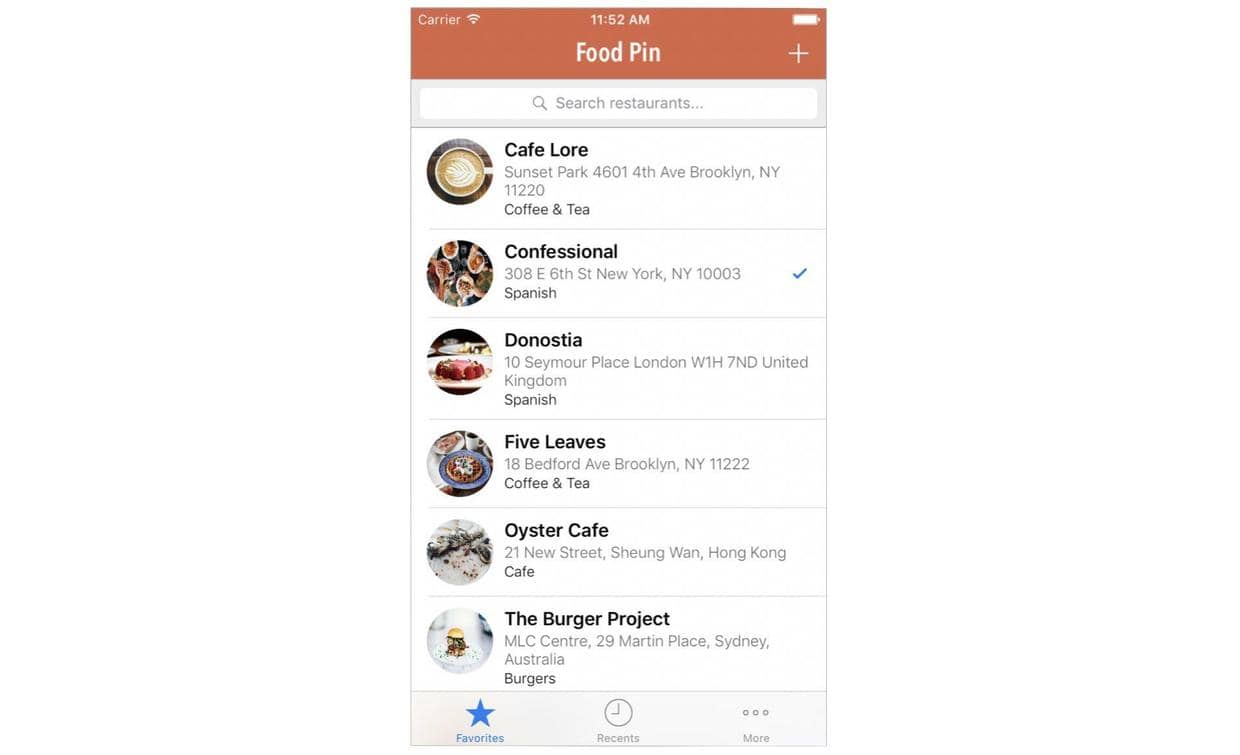 Carrier
11:52 AM
Food Pin
Search restaurants...
Cafe Lore
Sunset Park 4601 4th Ave Brooklyn, NY
11220
Coffee & Tea
Confessional
308 E 6th St New York, NY 10003
Spanish
Donostia
10 Seymour Place London W1H 7ND United
Kingdom
Spanish
Five Leaves
18 Bedford Ave Brooklyn, NY 11222
Coffee & Tea
Oyster Cafe
21 New Street, Sheung Wan, Hong Kong
Cafe
The Burger Project
MLC Centre, 29 Martin Place, Sydney,
Australia
Burgers
Favorites
Recents
More